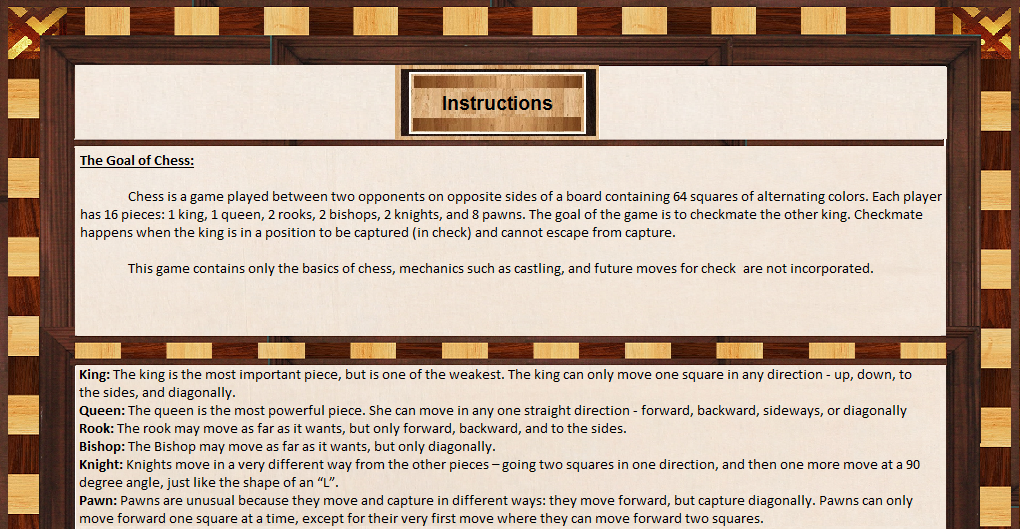 Instructions
The Goal of Chess:
Chess is a game played between two opponents on opposite sides of a board containing 64 squares of alternating colors. Each player
has 16 pieces: 1 king, 1 queen, 2 rooks, 2 bishops, 2 knights, and 8 pawns. The goal of the game is to checkmate the other king. Checkmate
happens when the king is in a position to be captured (in check) and cannot escape from capture.
This game contains only the basics of chess, mechanics such as castling, and future moves for check  are not incorporated.
King: The king is the most important piece, but is one of the weakest. The king can only move one square in any direction - up, down, to
the sides, and diagonally.
Queen: The queen is the most powerful piece. She can move in any one straight direction - forward, backward, sideways, or diagonally
Rook: The rook may move as far as it wants, but only forward, backward, and to the sides.
Bishop: The Bishop may move as far as it wants, but only diagonally.
Knight: Knights move in a very different way from the other pieces – going two squares in one direction, and then one more move at a 90
degree angle, just like the shape of an “L”.
Pawn: Pawns are unusual because they move and capture in different ways: they move forward, but capture diagonally. Pawns can only
move forward one square at a time, except for their very first move where they can move forward two squares.